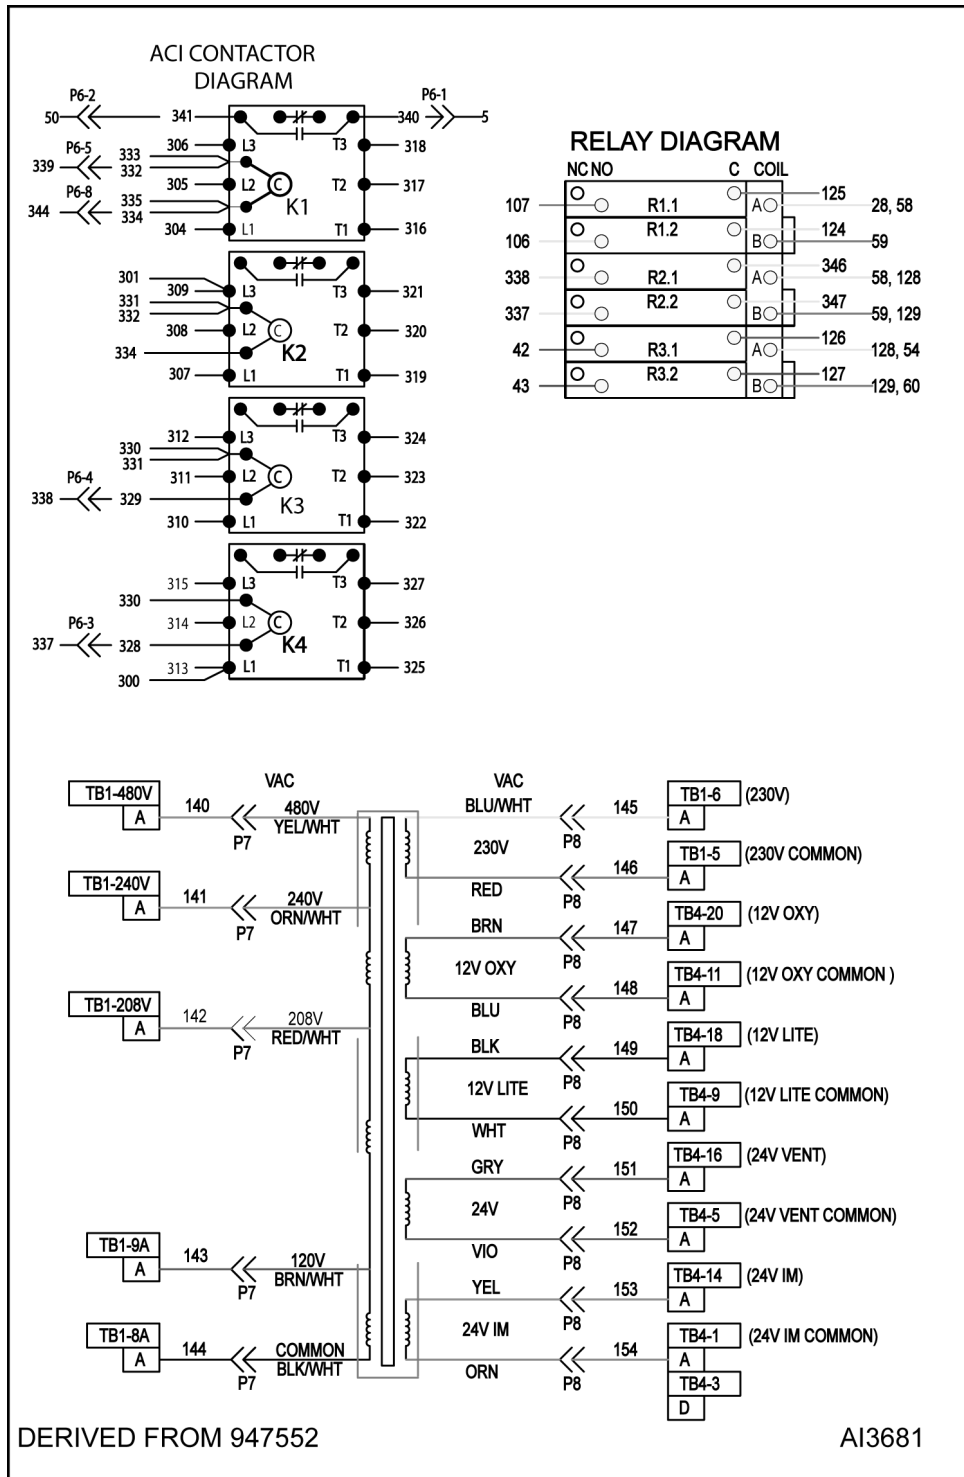 ACI CONTACTOR
DIAGRAM
P6-2
P6-1
50
341
340
5
306
L3
T3
318
P6-5
333
339
332
305
L2
C
T2
317
P6-8
K1
335
344
334
304
L1
T1
316
301
309
L3
T3
321
331
332
308
L2
C
T2
320
334
K2
307
L1
T1
319
312
L3
T3
324
330
331
P6-4
311
L2
C
T2
323
338
329
K3
310
L1
T1
322
315
L3
T3
327
330
P6-3
314
L2
C
T2
326
337
328
K4
313
L1
T1
325
300
RELAY DIAGRAM
NC NO C COIL
125
107 R1.1 A 28, 58
124
106 R1.2 B 59
346
338 R2.1 A 58, 128
347
337 R2.2 B 59, 129
126
42 R3.1 A 128, 54
127
43 R3.2 B 129, 60
VAC
VAC
TB1-480V
A
140
P7
480V
YEL/WHT
BLU/WHT
P8
145
TB1-6 (230V)
A
230V
RED
P8
146
TB1-5 (230V COMMON)
A
TB1-240V
A
141
P7
240V
ORN/WHT
BRN
P8
147
TB4-20 (12V OXY)
A
12V OXY
BLU
P8
148
TB4-11 (12V OXY COMMON )
A
TB1-208V
A
142
P7
208V
RED/WHT
BLK
P8
149
TB4-18 (12V LITE)
A
12V LITE
WHT
P8
150
TB4-9 (12V LITE COMMON)
A
GRY
P8
151
TB4-16 (24V VENT)
A
24V
VIO
P8
152
TB4-5 (24V VENT COMMON)
A
TB1-9A
A
143
P7
120V
BRN/WHT
YEL
P8
153
TB4-14 (24V IM)
A
24V IM
ORN
P8
154
TB4-1 (24V IM COMMON)
A
TB4-3
D
TB1-8A
A
144
P7
COMMON
BLK/WHT
DERIVED FROM 947552
AI3681